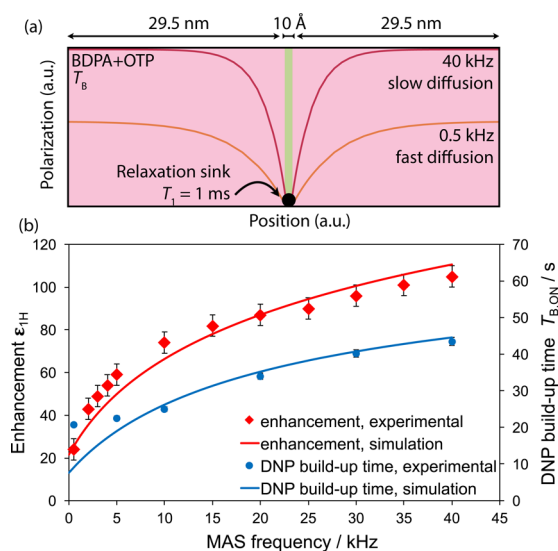 (a)
29.5 nm 10 Å 29.5 nm
BDPA+OTP
T_B
40 kHz
slow diffusion
0.5 kHz
fast diffusion
Relaxation sink
T₁ = 1 ms
Polarization (a.u.)
Position (a.u.)
(b)
120
100
80
60
40
20
0
Enhancement ε₁H
70
60
50
40
30
20
10
0
DNP build-up time T_B,ON / s
enhancement, experimental
enhancement, simulation
DNP build-up time, experimental
DNP build-up time, simulation
0 5 10 15 20 25 30 35 40 45
MAS frequency / kHz